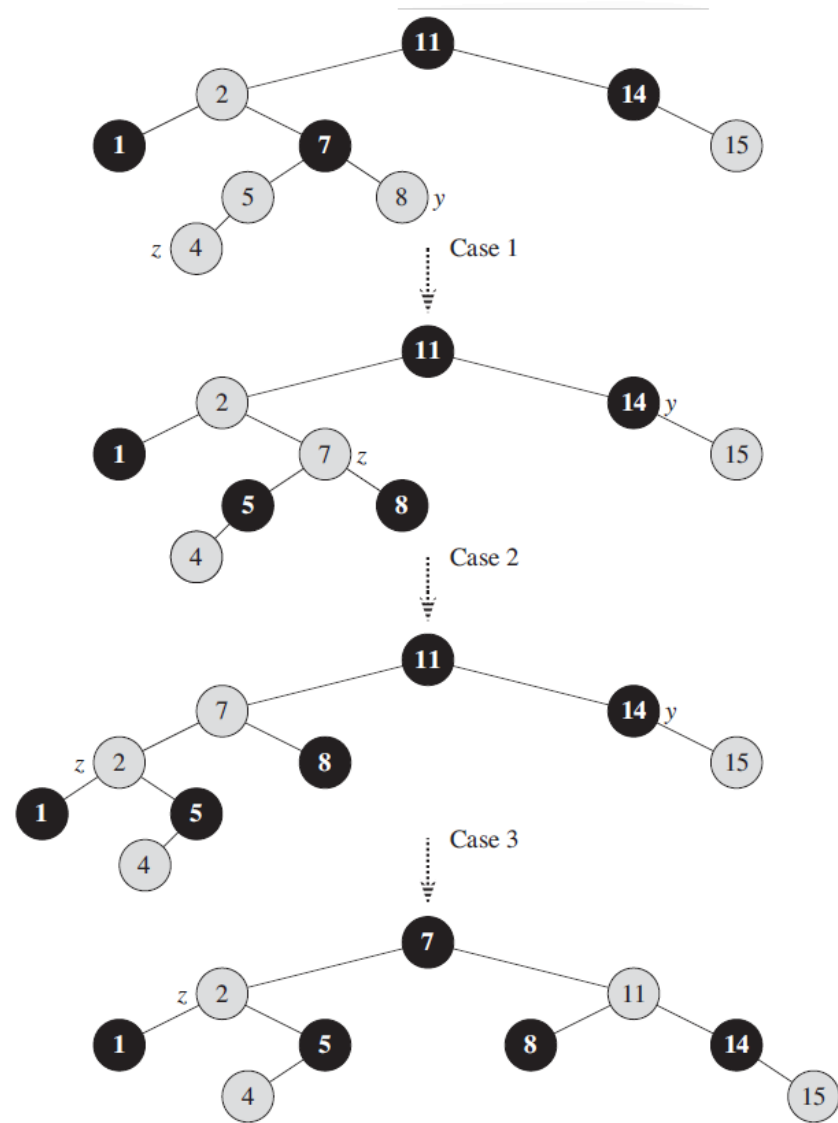 11
2 14
1 7 15
5 8 y
z 4
Case 1
11
2 14 y
1 7 z 15
5 8
4
Case 2
11
7 14 y
z 2 8 15
1 5
4
Case 3
7
z 2 11
1 5 8 14
4 15